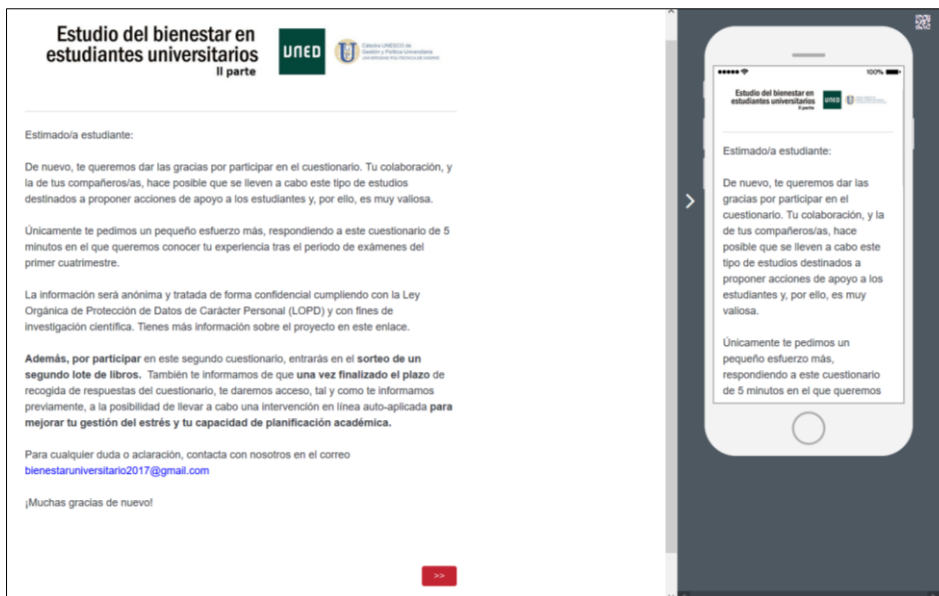 Estudio del bienestar en
estudiantes universitarios
II parte
UNED
Cátedra UNESCO de
Gestión y Política Universitaria
UNIVERSIDAD POLITÉCNICA DE MADRID
Estimado/a estudiante:
De nuevo, te queremos dar las gracias por participar en el cuestionario. Tu colaboración, y
la de tus compañeros/as, hace posible que se lleven a cabo este tipo de estudios
destinados a proponer acciones de apoyo a los estudiantes y, por ello, es muy valiosa.
Únicamente te pedimos un pequeño esfuerzo más, respondiendo a este cuestionario de 5
minutos en el que queremos conocer tu experiencia tras el periodo de exámenes del
primer cuatrimestre.
La información será anónima y tratada de forma confidencial cumpliendo con la Ley
Orgánica de Protección de Datos de Carácter Personal (LOPD) y con fines de
investigación científica. Tienes más información sobre el proyecto en este enlace.
Además, por participar en este segundo cuestionario, entrarás en el sorteo de un
segundo lote de libros. También te informamos de que una vez finalizado el plazo de
recogida de respuestas del cuestionario, te daremos acceso, tal y como te informamos
previamente, a la posibilidad de llevar a cabo una intervención en línea auto-aplicada para
mejorar tu gestión del estrés y tu capacidad de planificación académica.
Para cualquier duda o aclaración, contacta con nosotros en el correo
bienestaruniversitario2017@gmail.com
¡Muchas gracias de nuevo!
>>
100%
Estudio del bienestar en
estudiantes universitarios
II parte
UNED
Estimado/a estudiante:
De nuevo, te queremos dar las
gracias por participar en el
cuestionario. Tu colaboración, y la
de tus compañeros/as, hace
posible que se lleven a cabo este
tipo de estudios destinados a
proponer acciones de apoyo a los
estudiantes y, por ello, es muy
valiosa.
Únicamente te pedimos un
pequeño esfuerzo más,
respondiendo a este cuestionario
de 5 minutos en el que queremos